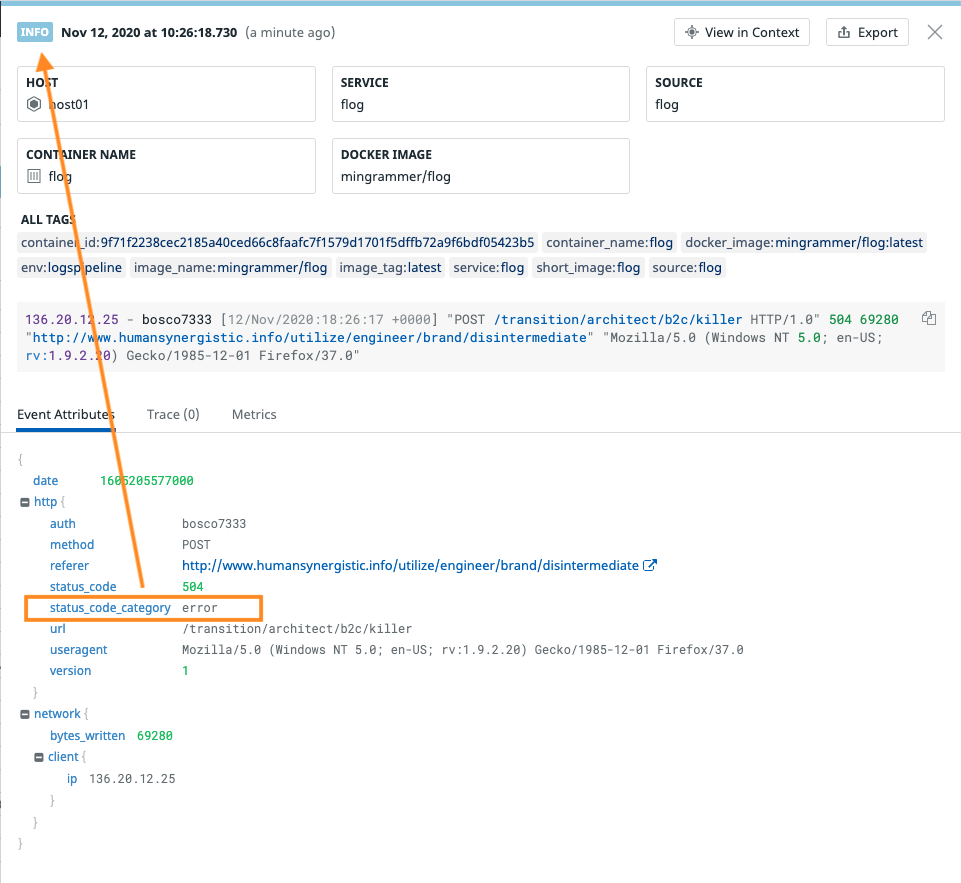 INFO Nov 12, 2020 at 10:26:18.730 (a minute ago) View in Context Export
HOST SERVICE SOURCE
host01 flog flog
CONTAINER NAME DOCKER IMAGE
flog mingrammer/flog
ALL TAGS
container_id:9f71f2238cec2185a40ced66c8faafc7f1579d1701f5dffb72a9f6bdf05423b5 container_name:flog docker_image:mingrammer/flog:latest
env:logspipeline image_name:mingrammer/flog image_tag:latest service:flog short_image:flog source:flog
136.20.12.25 - bosco7333 [12/Nov/2020:18:26:17 +0000] "POST /transition/architect/b2c/killer HTTP/1.0" 504 69280
"http://www.humansynergistic.info/utilize/engineer/brand/disintermediate" "Mozilla/5.0 (Windows NT 5.0; en-US;
rv:1.9.2.20) Gecko/1985-12-01 Firefox/37.0"
Event Attributes Trace (0) Metrics
{
date 1605205577000
http {
auth bosco7333
method POST
referer http://www.humansynergistic.info/utilize/engineer/brand/disintermediate
status_code 504
status_code_category error
url /transition/architect/b2c/killer
useragent Mozilla/5.0 (Windows NT 5.0; en-US; rv:1.9.2.20) Gecko/1985-12-01 Firefox/37.0
version 1
}
network {
bytes_written 69280
client {
ip 136.20.12.25
}
}
}